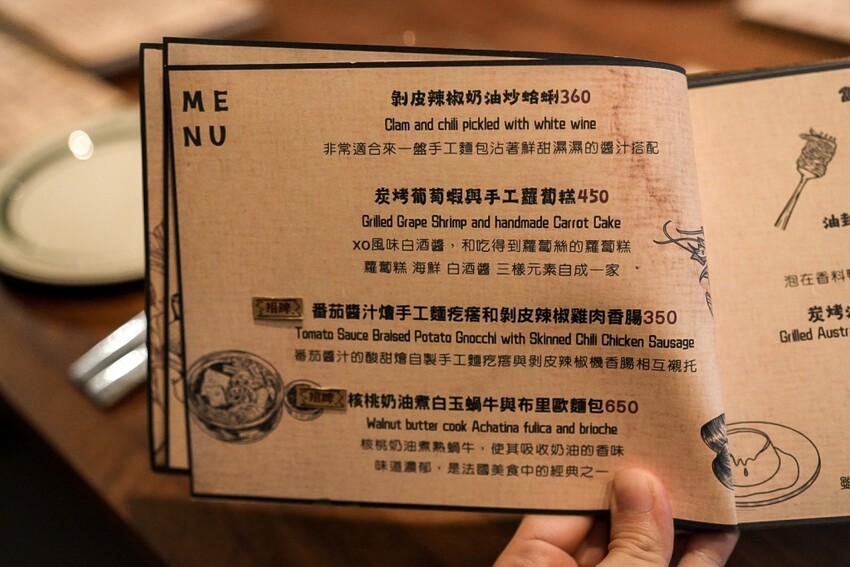 MENU
剝皮辣椒奶油炒蛤蜊360
Clam and chili pickled with white wine
非常適合來一盤手工麵包沾著鮮甜濕濕的醬汁搭配
炭烤葡萄蝦與手工蘿蔔糕450
Grilled Grape Shrimp and handmade Carrot Cake
XO風味白酒醬，和吃得到蘿蔔絲的蘿蔔糕
蘿蔔糕 海鮮 白酒醬 三樣元素自成一家
招牌 番茄醬汁燴手工麵疙瘩和剝皮辣椒雞肉香腸350
Tomato Sauce Braised Potato Gnocchi with Skinned Chili Chicken Sausage
番茄醬汁的酸甜燴自製手工麵疙瘩與剝皮辣椒機香腸相互襯托
招牌 核桃奶油煮白玉蝸牛與布里歐麵包650
Walnut butter cook Achatina fulica and brioche
核桃奶油煮熟蝸牛，使其吸收奶油的香味
味道濃郁，是法國美食中的經典之一
油封
泡在香料
炭烤
Grilled Austr